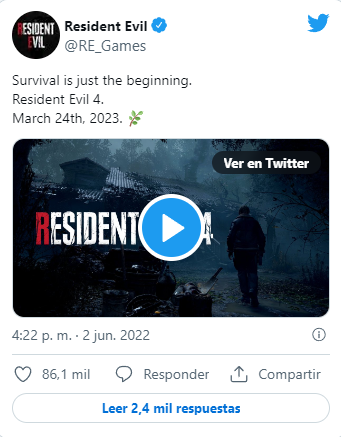 RESIDENT EVIL
Resident Evil
@RE_Games
Survival is just the beginning.
Resident Evil 4.
March 24th, 2023. 🌿
Ver en Twitter
RESIDENT 4
4:22 p. m. · 2 jun. 2022
86,1 mil Responder Compartir
Leer 2,4 mil respuestas